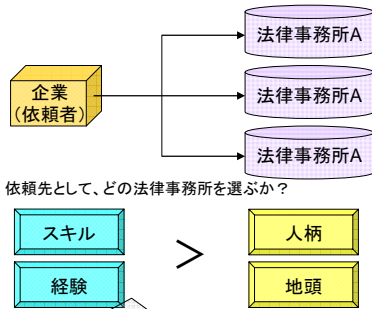 法律事務所A
企業
(依頼者)
法律事務所A
法律事務所A
依頼先として、どの法律事務所を選ぶか？
スキル
＞
人柄
経験
地頭